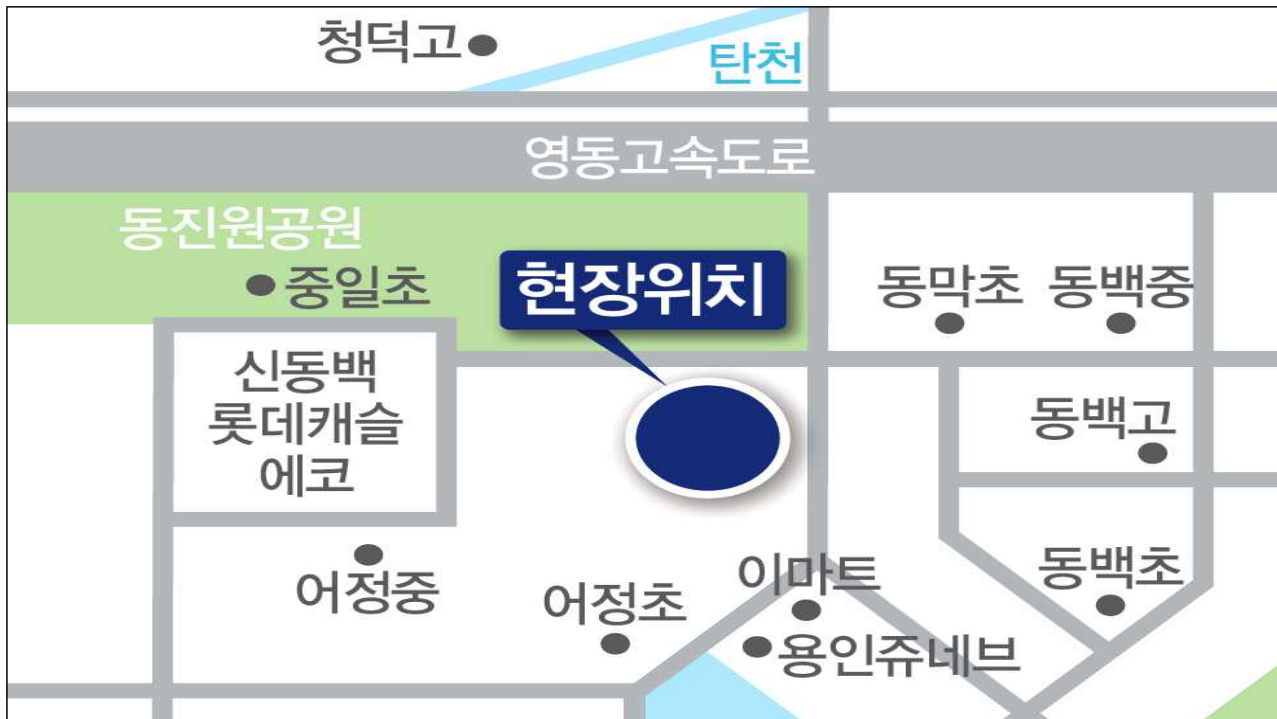 청덕고
탄천
영동고속도로
동진원공원
중일초
현장위치
동막초
동백중
신동백
롯데캐슬
에코
동백고
어정중
어정초
이마트
용인쥬네브
동백초